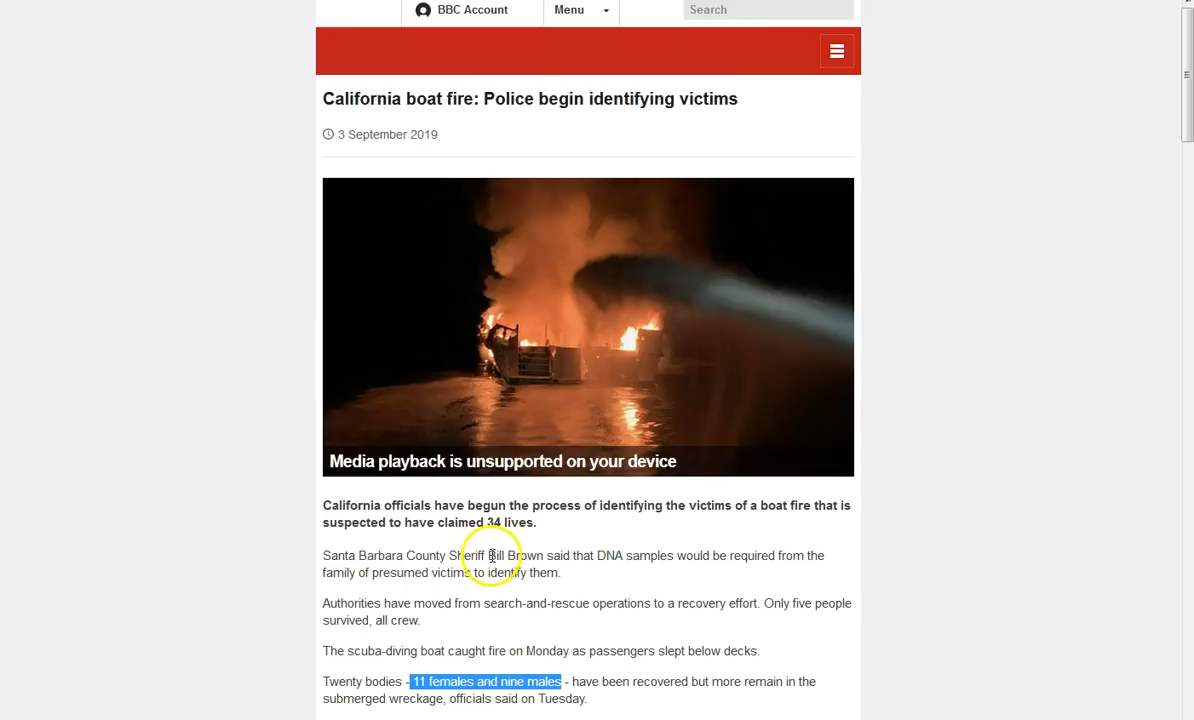 BBC Account Menu Search
California boat fire: Police begin identifying victims
3 September 2019
Media playback is unsupported on your device
California officials have begun the process of identifying the victims of a boat fire that is
suspected to have claimed 34 lives.
Santa Barbara County Sheriff Bill Brown said that DNA samples would be required from the
family of presumed victims to identify them.
Authorities have moved from search-and-rescue operations to a recovery effort. Only five people
survived, all crew.
The scuba-diving boat caught fire on Monday as passengers slept below decks.
Twenty bodies - 11 females and nine males - have been recovered but more remain in the
submerged wreckage, officials said on Tuesday.